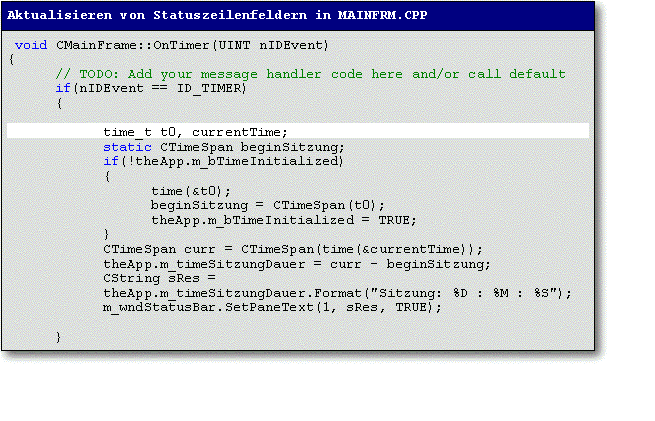 Aktualisieren von Statuszeilenfeldern in MAINFRM.CPP
void CMainFrame::OnTimer(UINT nIDEvent)
{
// TODO: Add your message handler code here and/or call default
if(nIDEvent == ID_TIMER)
{
time_t t0, currentTime;
static CTimeSpan beginSitzung;
if(!theApp.m_bTimeInitialized)
{
time(&t0);
beginSitzung = CTimeSpan(t0);
theApp.m_bTimeInitialized = TRUE;
}
CTimeSpan curr = CTimeSpan(time(&currentTime));
theApp.m_timeSitzungDauer = curr - beginSitzung;
CString sRes =
theApp.m_timeSitzungDauer.Format("Sitzung: %D : %M : %S");
m_wndStatusBar.SetPaneText(1, sRes, TRUE);
}